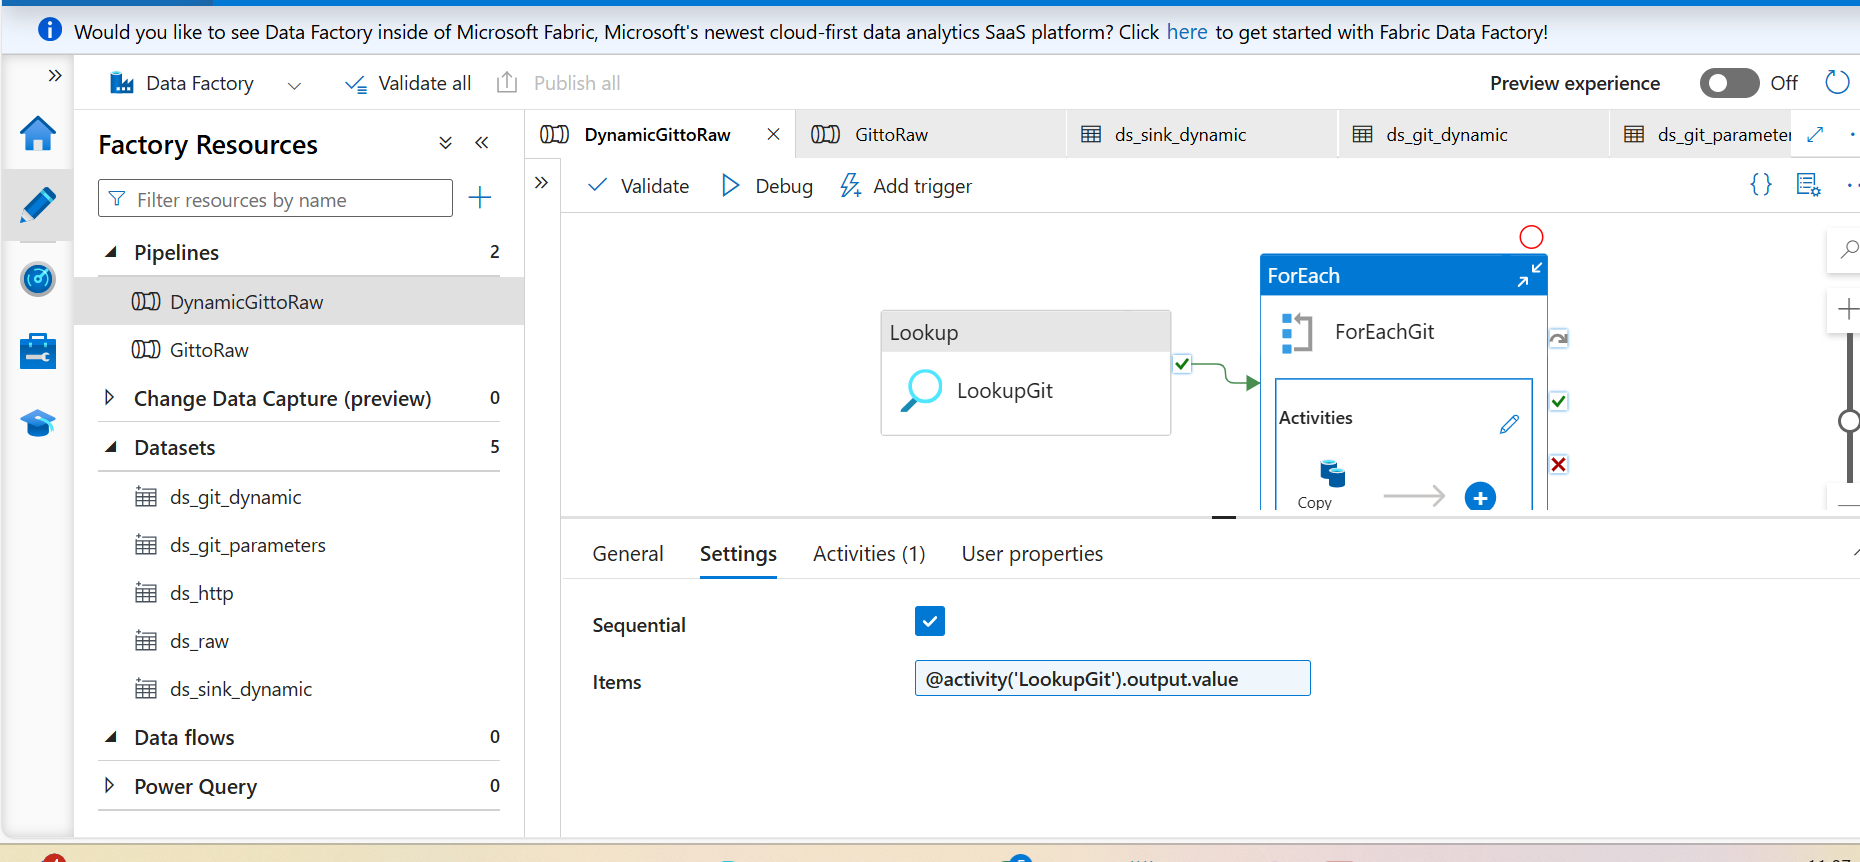 Would you like to see Data Factory inside of Microsoft Fabric, Microsoft's newest cloud-first data analytics SaaS platform? Click here to get started with Fabric Data Factory!
Data Factory
Validate all
Publish all
Preview experience
Off
Factory Resources
Filter resources by name
Pipelines 2
DynamicGittoRaw
GittoRaw
Change Data Capture (preview) 0
Datasets 5
ds_git_dynamic
ds_git_parameters
ds_http
ds_raw
ds_sink_dynamic
Data flows 0
Power Query 0
DynamicGittoRaw
GittoRaw
ds_sink_dynamic
ds_git_dynamic
ds_git_parameter
Validate
Debug
Add trigger
Lookup
LookupGit
ForEach
ForEachGit
Activities
Copy
General
Settings
Activities (1)
User properties
Sequential
Items
@activity('LookupGit').output.value